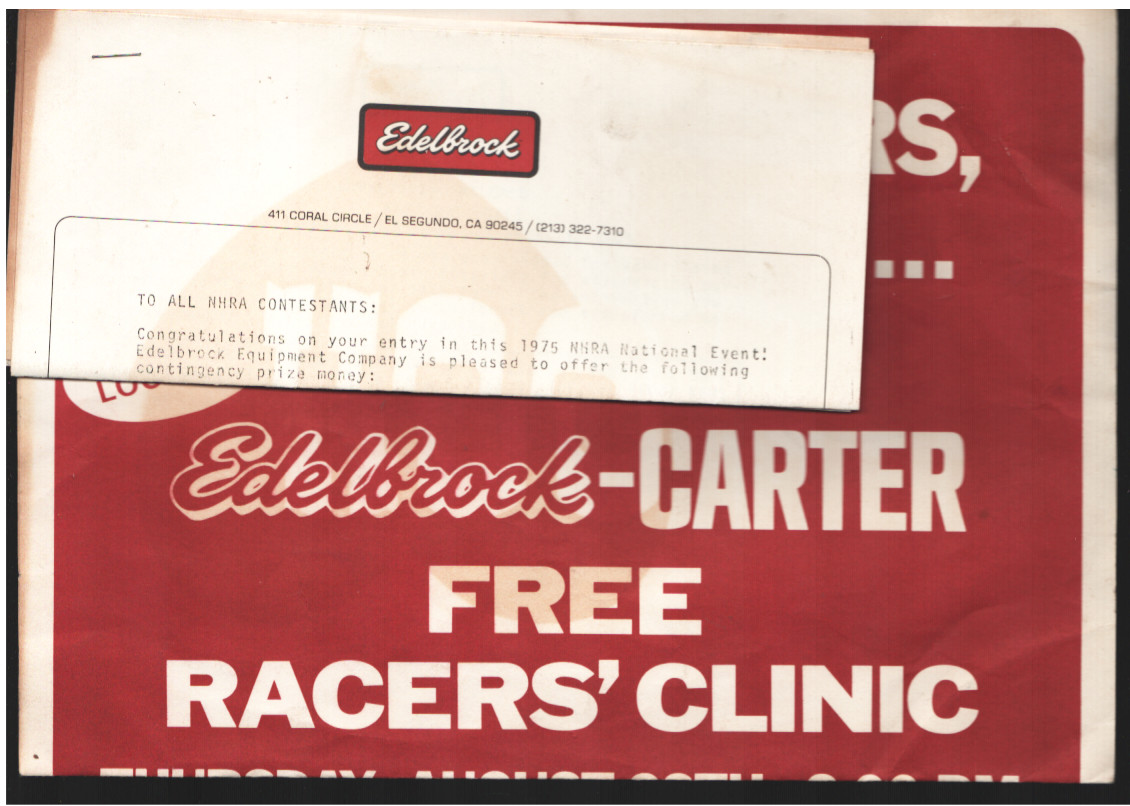 Edelbrock
411 CORAL CIRCLE / EL SEGUNDO, CA 90245 / (213) 322-7310
TO ALL NHRA CONTESTANTS:
Congratulations on your entry in this 1975 NHRA National Event!
Edelbrock Equipment Company is pleased to offer the following
contingency prize money:
RS,
...
Edelbrock-CARTER
FREE
RACERS' CLINIC
THURSDAY, AUGUST